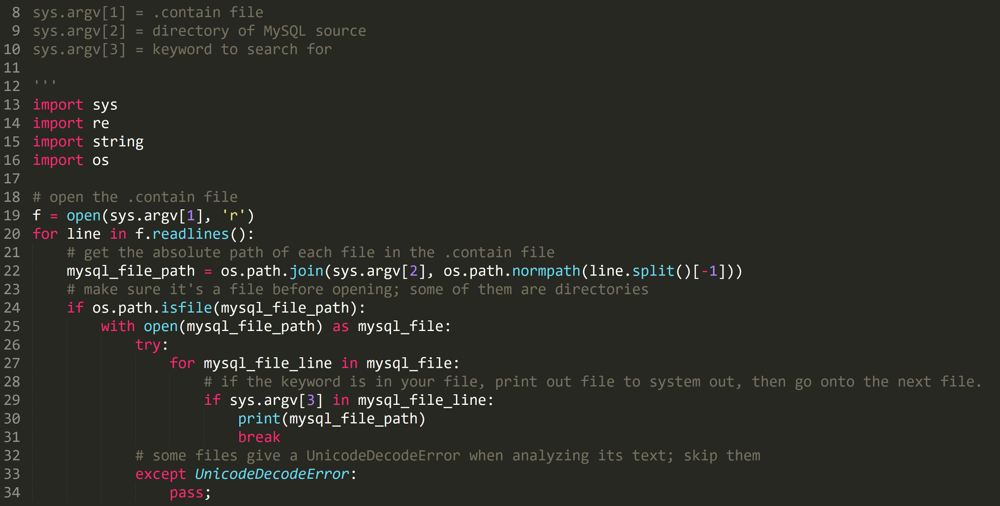 8 sys.argv[1] = .contain file
9 sys.argv[2] = directory of MySQL source
10 sys.argv[3] = keyword to search for
11
12 '''
13 import sys
14 import re
15 import string
16 import os
17
18 # open the .contain file
19 f = open(sys.argv[1], 'r')
20 for line in f.readlines():
21     # get the absolute path of each file in the .contain file
22     mysql_file_path = os.path.join(sys.argv[2], os.path.normpath(line.split()[-1]))
23     # make sure it's a file before opening; some of them are directories
24     if os.path.isfile(mysql_file_path):
25         with open(mysql_file_path) as mysql_file:
26             try:
27                 for mysql_file_line in mysql_file:
28                     # if the keyword is in your file, print out file to system out, then go onto the next file.
29                     if sys.argv[3] in mysql_file_line:
30                         print(mysql_file_path)
31                         break
32             # some files give a UnicodeDecodeError when analyzing its text; skip them
33             except UnicodeDecodeError:
34                 pass;